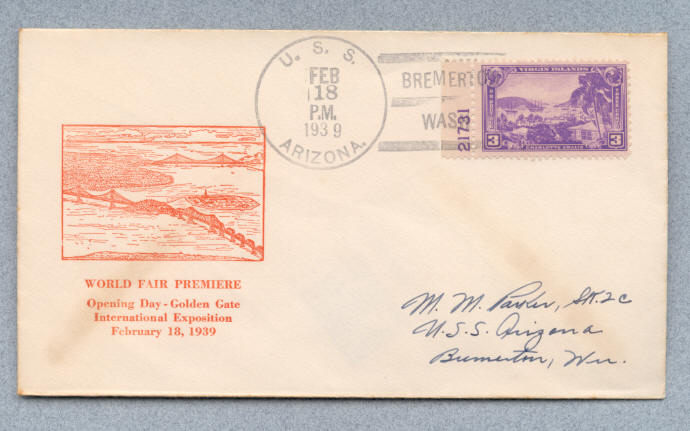 U. S. S.
FEB
18
P.M.
1939
ARIZONA.
BREMERTON
WASH
21731
VIRGIN ISLANDS
3 3
CHARLOTTE AMALIE
WORLD FAIR PREMIERE
Opening Day - Golden Gate
International Exposition
February 18, 1939
M. M. Parker, SK.2c
U.S.S. Arizona
Bremerton, Wn.